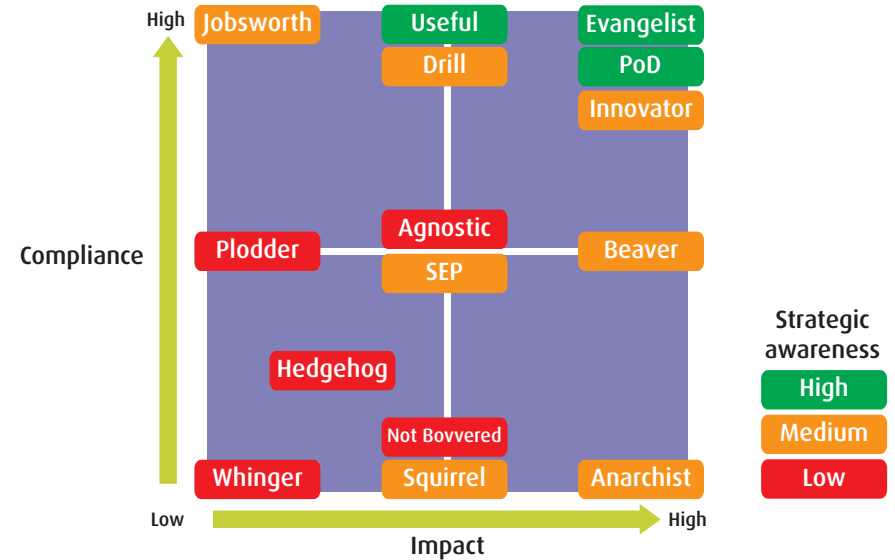 High
Jobsworth
Useful
Evangelist
Drill
PoD
Innovator
Compliance
Plodder
Agnostic
Beaver
SEP
Hedgehog
Not Bovvered
Whinger
Squirrel
Anarchist
Low
High
Impact
Strategic
awareness
High
Medium
Low